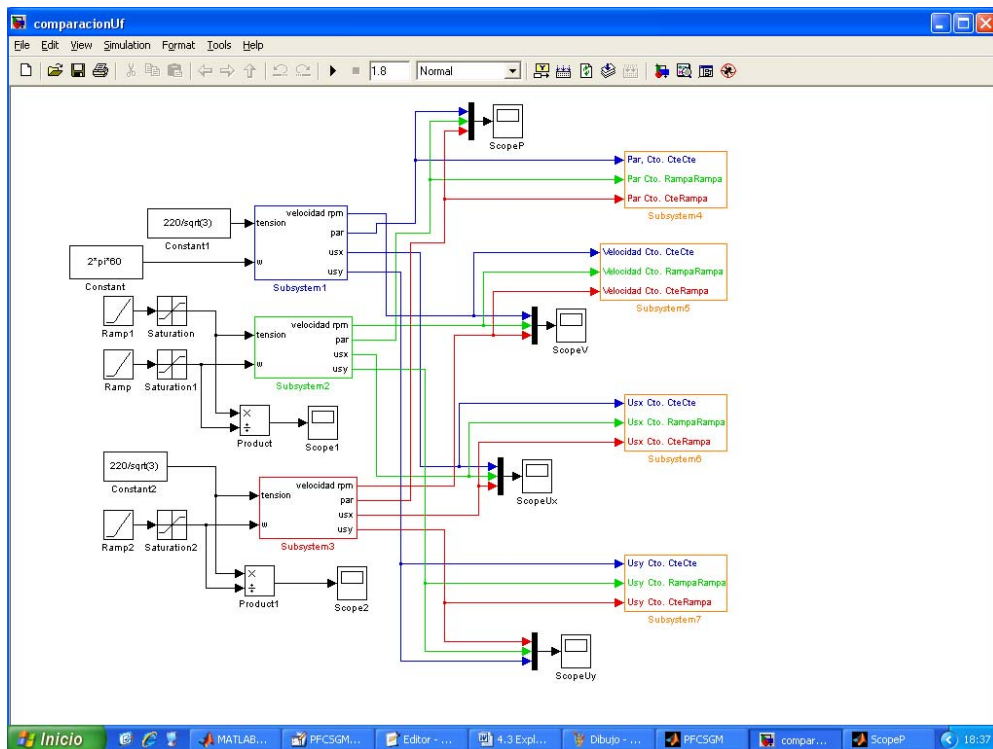 comparacionUf
File Edit View Simulation Format Tools Help
1.8 Normal
ScopeP
Par, Cto. CteCte
Par Cto. RampaRampa
Par Cto. CteRampa
Subsystem4
220/sqrt(3)
Constant1
tension
w
velocidad rpm
par
usx
usy
Subsystem1
2*pi*60
Constant
Velocidad Cto. CteCte
Velocidad Cto. RampaRampa
Velocidad Cto. CteRampa
Subsystem5
Ramp1
Saturation
tension
w
velocidad rpm
par
usx
usy
Subsystem2
ScopeV
Ramp
Saturation1
×
÷
Product
Scope1
Usx Cto. CteCte
Usx Cto. RampaRampa
Usx Cto. CteRampa
Subsystem6
220/sqrt(3)
Constant2
tension
w
velocidad rpm
par
usx
usy
Subsystem3
ScopeUx
Ramp2
Saturation2
×
÷
Product1
Scope2
Usy Cto. CteCte
Usy Cto. RampaRampa
Usy Cto. CteRampa
Subsystem7
ScopeUy
Inicio MATLAB... PFCSGM... Editor - ... 4.3 Expl... Dibujo - ... PFCSGM compar... ScopeP 18:37